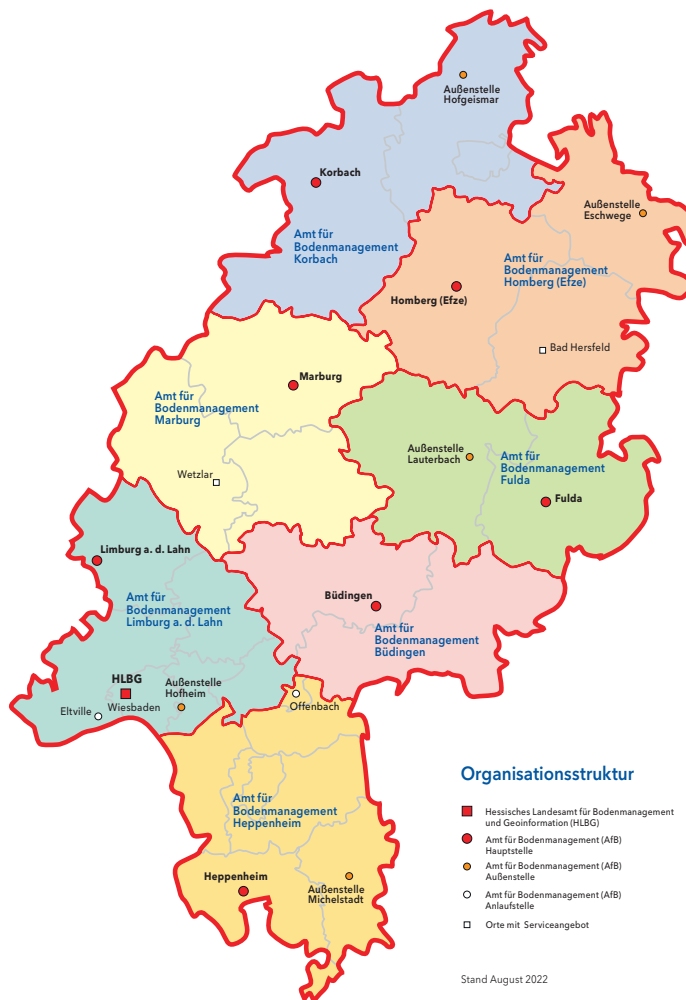 Außenstelle
Hofgeismar
Korbach
Außenstelle
Eschwege
Amt für
Bodenmanagement
Korbach
Amt für
Bodenmanagement
Homberg (Efze)
Homberg (Efze)
Bad Hersfeld
Marburg
Amt für
Bodenmanagement
Marburg
Außenstelle
Lauterbach
Amt für
Bodenmanagement
Fulda
Wetzlar
Fulda
Limburg a. d. Lahn
Amt für
Bodenmanagement
Limburg a. d. Lahn
Büdingen
Amt für
Bodenmanagement
Büdingen
HLBG
Wiesbaden
Außenstelle
Hofheim
Eltville
Offenbach
Amt für
Bodenmanagement
Heppenheim
Heppenheim
Außenstelle
Michelstadt
Organisationsstruktur
Hessisches Landesamt für Bodenmanagement
und Geoinformation (HLBG)
Amt für Bodenmanagement (AfB)
Hauptstelle
Amt für Bodenmanagement (AfB)
Außenstelle
Amt für Bodenmanagement (AfB)
Anlaufstelle
Orte mit Serviceangebot
Stand August 2022